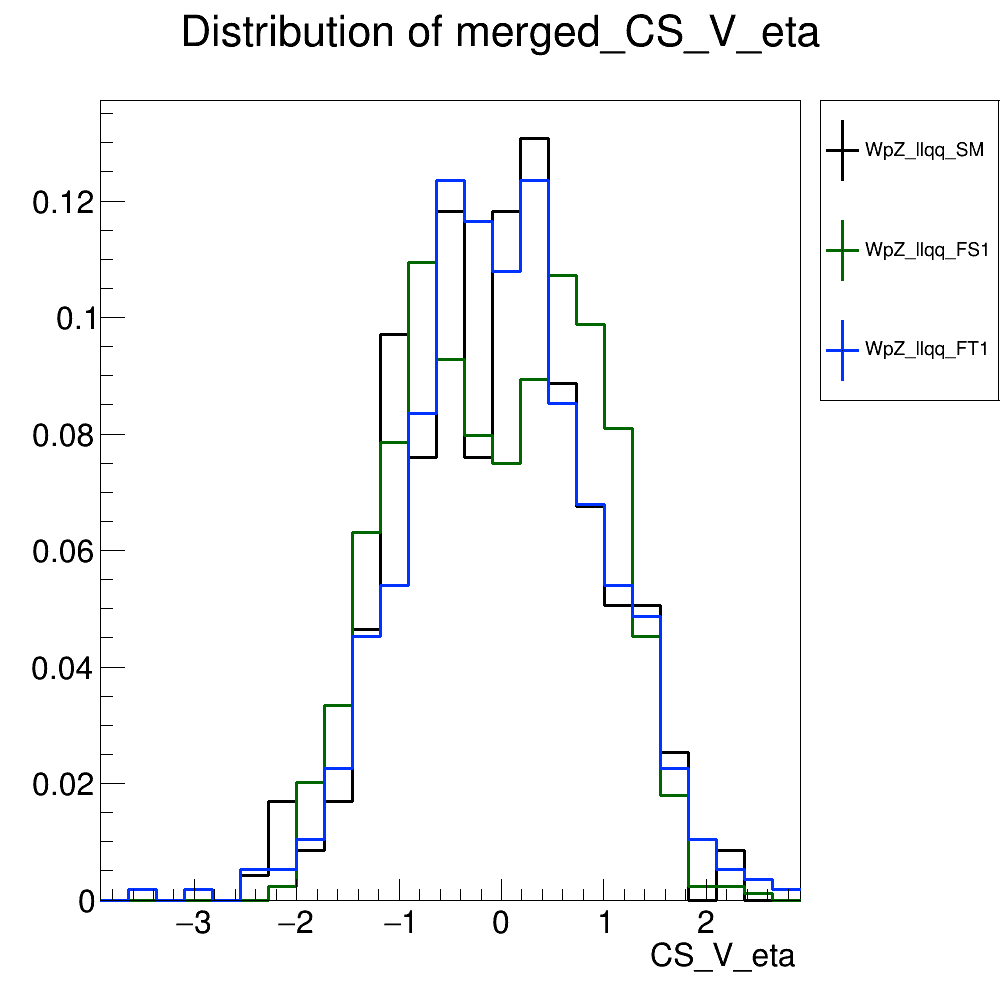 Distribution of merged_CS_V_eta
WpZ_llqq_SM
WpZ_llqq_FS1
WpZ_llqq_FT1
0.12
0.1
0.08
0.06
0.04
0.02
0
−3 −2 −1 0 1 2
CS_V_eta